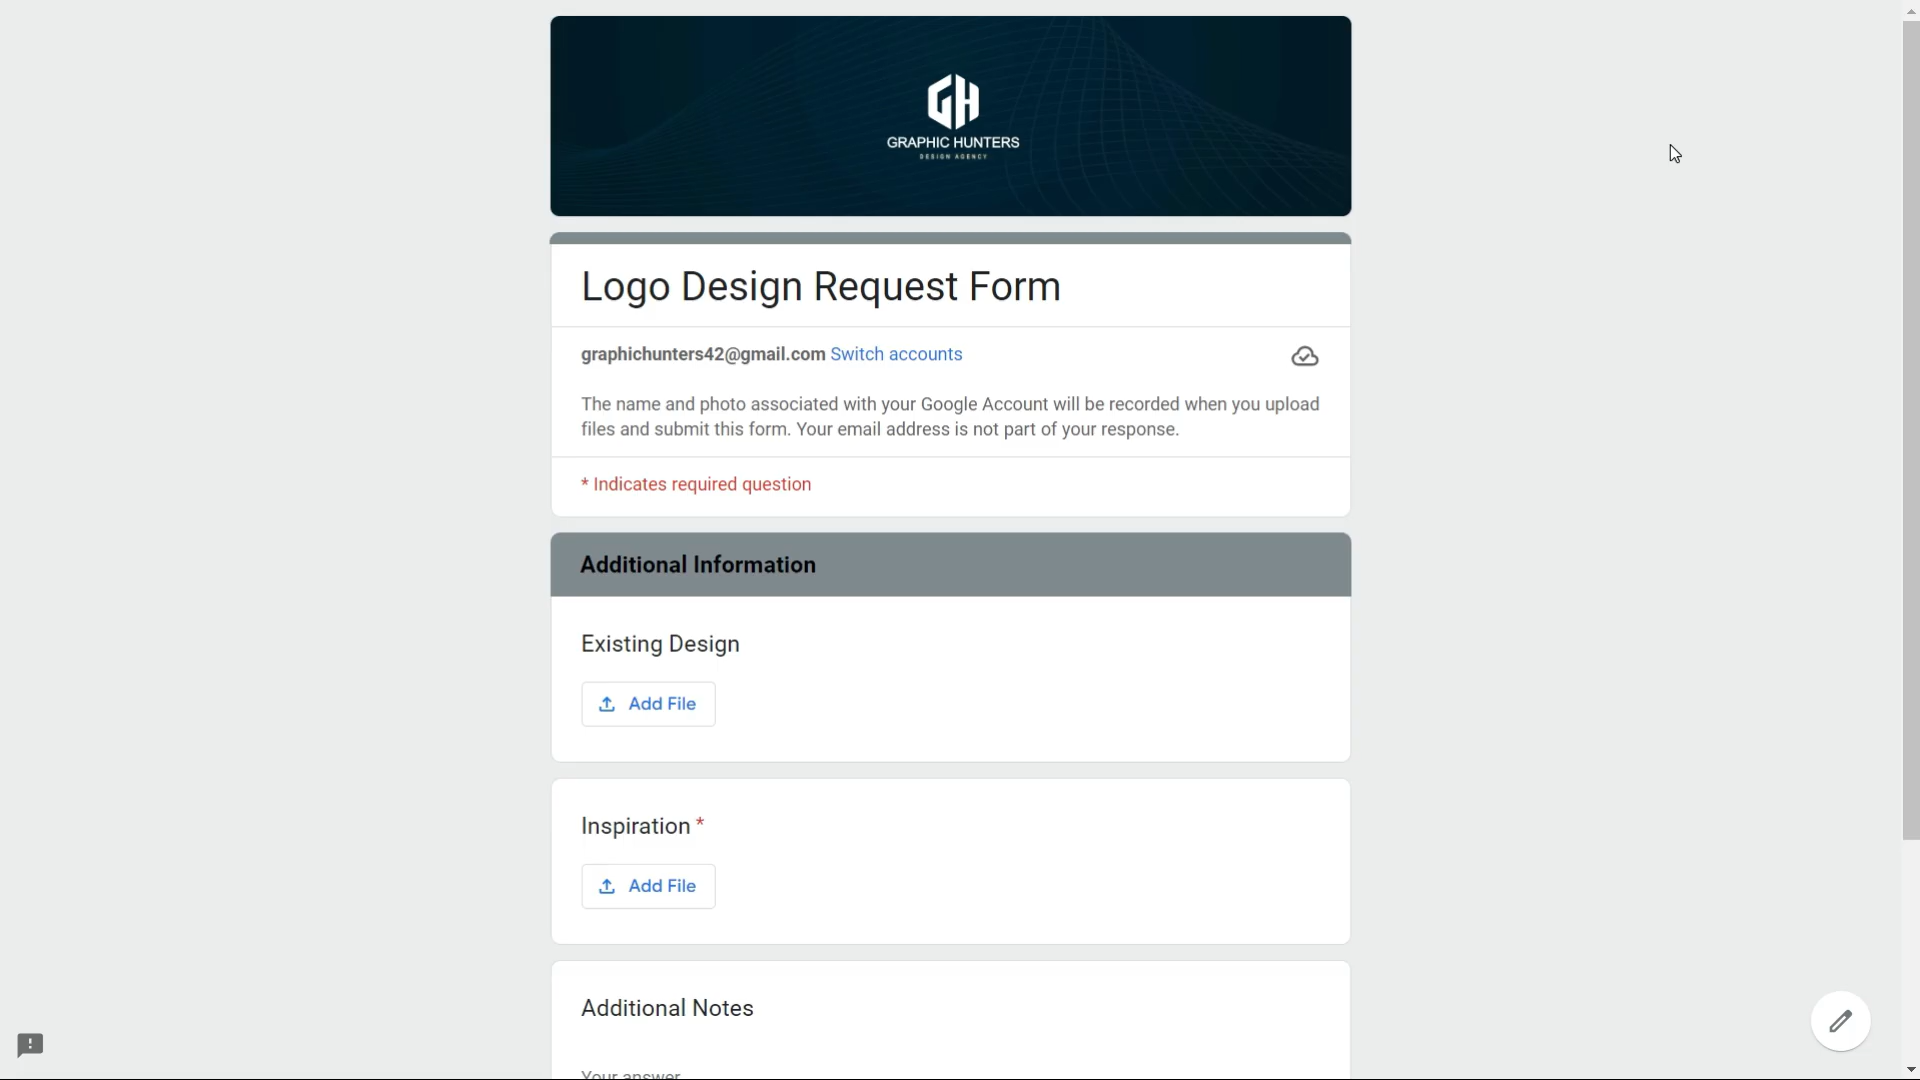 GH
GRAPHIC HUNTERS
DESIGN AGENCY
Logo Design Request Form
graphichunters42@gmail.com Switch accounts
The name and photo associated with your Google Account will be recorded when you upload
files and submit this form. Your email address is not part of your response.
* Indicates required question
Additional Information
Existing Design
Add File
Inspiration *
Add File
Additional Notes
Your answer